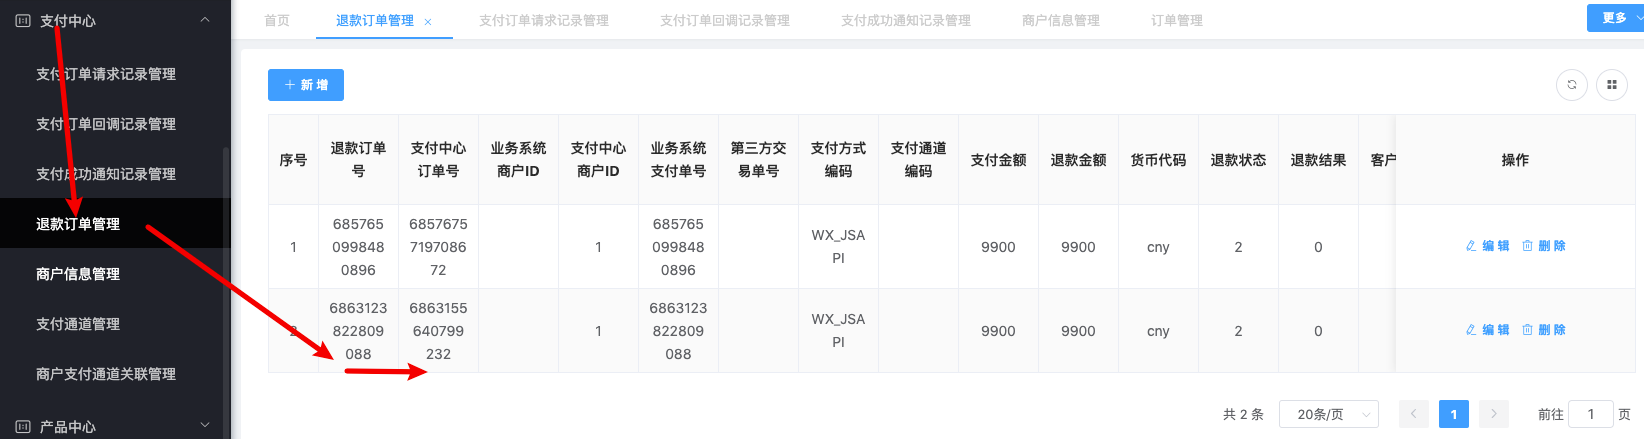 支付中心
支付订单请求记录管理
支付订单回调记录管理
支付成功通知记录管理
退款订单管理
商户信息管理
支付通道管理
商户支付通道关联管理
产品中心
首页 退款订单管理 × 支付订单请求记录管理 支付订单回调记录管理 支付成功通知记录管理 商户信息管理 订单管理 更多
+ 新增
序号 退款订单号 支付中心订单号 业务系统商户ID 支付中心商户ID 业务系统支付单号 第三方交易单号 支付方式编码 支付通道编码 支付金额 退款金额 货币代码 退款状态 退款结果 客户 操作
1 6857650998480896 6857675719708672 1 6857650998480896 WX_JSAPI 9900 9900 cny 2 0 编辑 删除
2 6863123822809088 6863155640799232 1 6863123822809088 WX_JSAPI 9900 9900 cny 2 0 编辑 删除
共 2 条 20条/页 < 1 > 前往 1 页